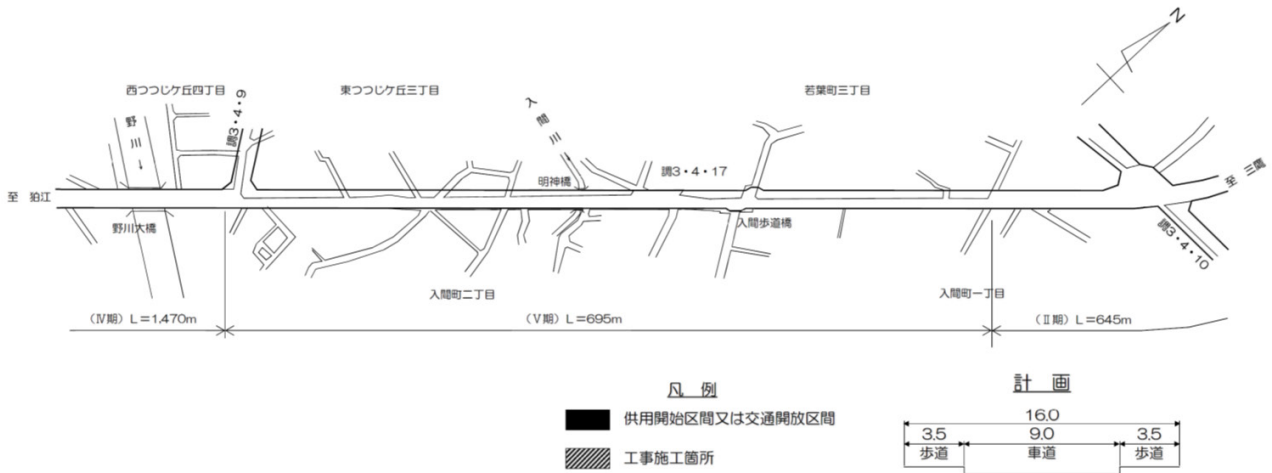 N
西つつじケ丘四丁目
東つつじケ丘三丁目
若葉町三丁目
野川
調3・4・9
入間川
調3・4・17
明神橋
至 狛江
至 三鷹
野川大橋
入間歩道橋
調3・4・10
入間町二丁目
入間町一丁目
(Ⅳ期) L=1,470m
(Ⅴ期) L=695m
(Ⅱ期) L=645m
凡 例
計 画
供用開始区間又は交通開放区間
16.0
3.5 9.0 3.5
歩道 車道 歩道
工事施工箇所